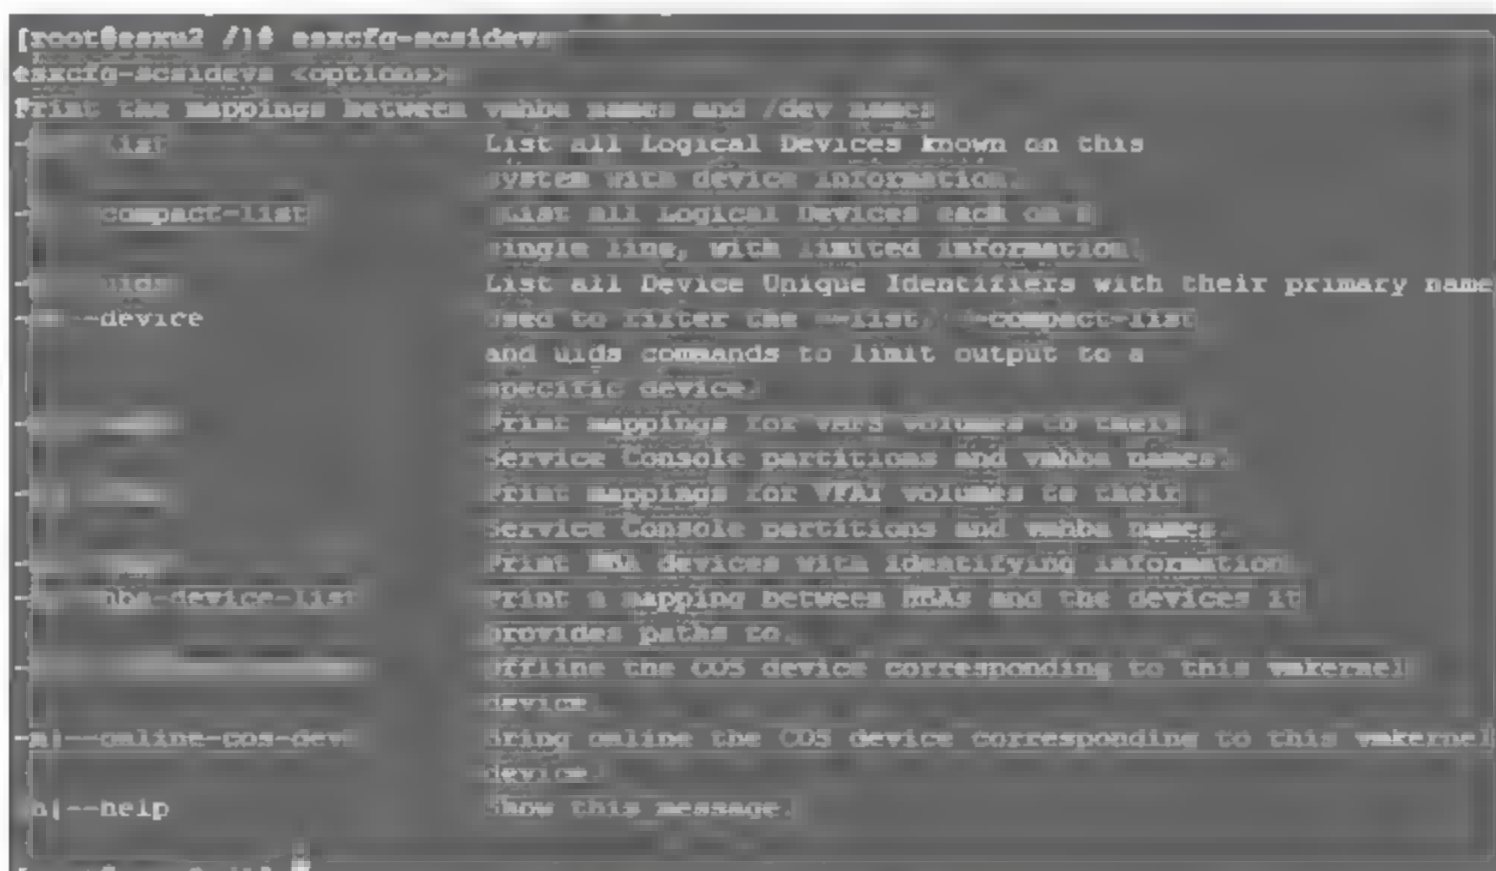 [root@esxu2 /]# esxcfg-scsidevs
esxcfg-scsidevs <options>
Print the mappings between vmhba names and /dev names
list List all Logical Devices known on this
system with device information.
compact-list List all Logical Devices each on a
single line, with limited information.
uids List all Device Unique Identifiers with their primary name
--device Used to filter the --list, --compact-list
and uids commands to limit output to a
specific device.
Print mappings for VMFS volumes to their
Service Console partitions and vmhba names.
Print mappings for VFAT volumes to their
Service Console partitions and vmhba names.
Print HBA devices with identifying information
hba-device-list Print a mapping between HBAs and the devices it
provides paths to.
Offline the COS device corresponding to this vmkernel
device.
-n|--online-cos-dev Bring online the COS device corresponding to this vmkernel
device.
h|--help Show this message.